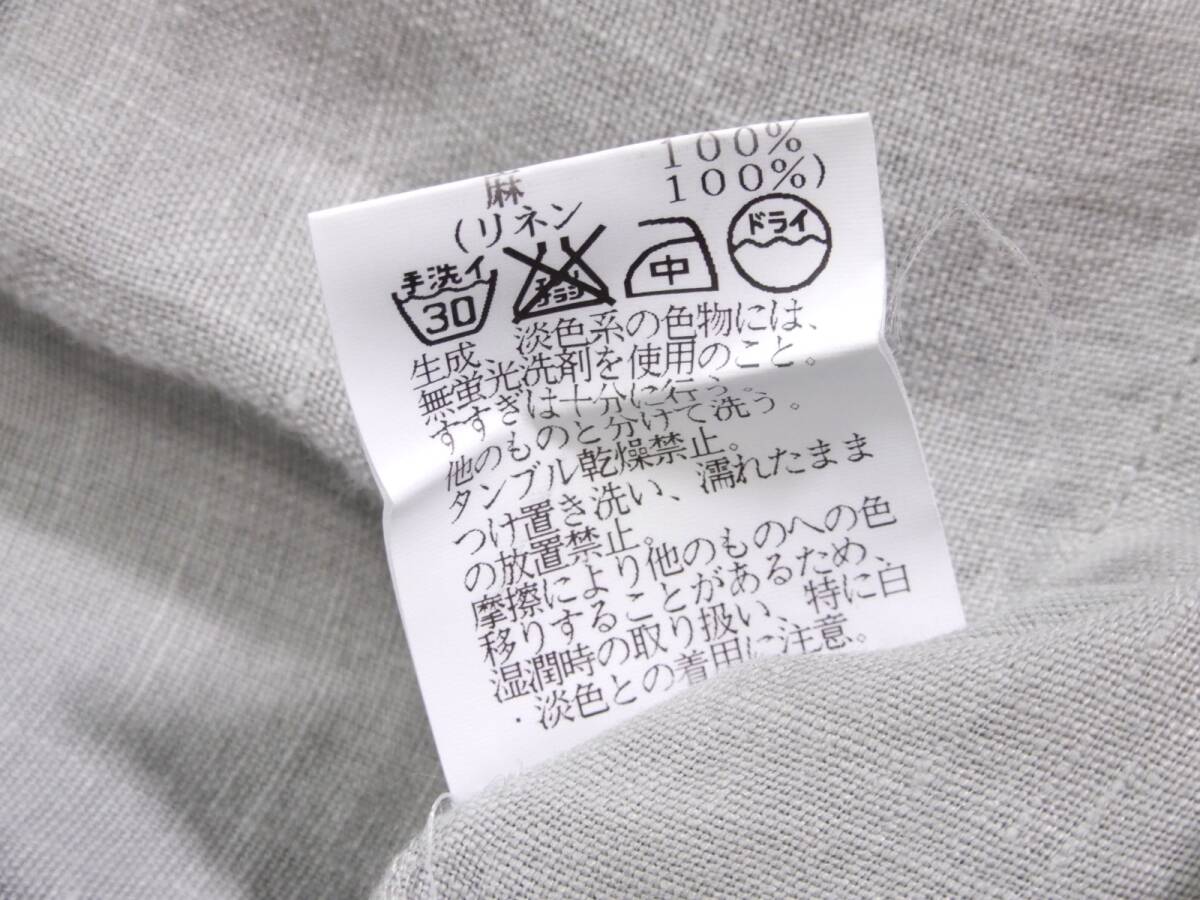 麻 100%
(リネン 100%)
手洗イ
30
エンソ
サラシ
中
ドライ
生成、淡色系の色物には、
無蛍光洗剤を使用のこと。
すすぎは十分に行う。
他のものと分けて洗う。
タンブル乾燥禁止。
つけ置き洗い、濡れたまま
の放置禁止。
摩擦により他のものへの色
移りすることがあるため、
湿潤時の取り扱い、特に白
・淡色との着用に注意。